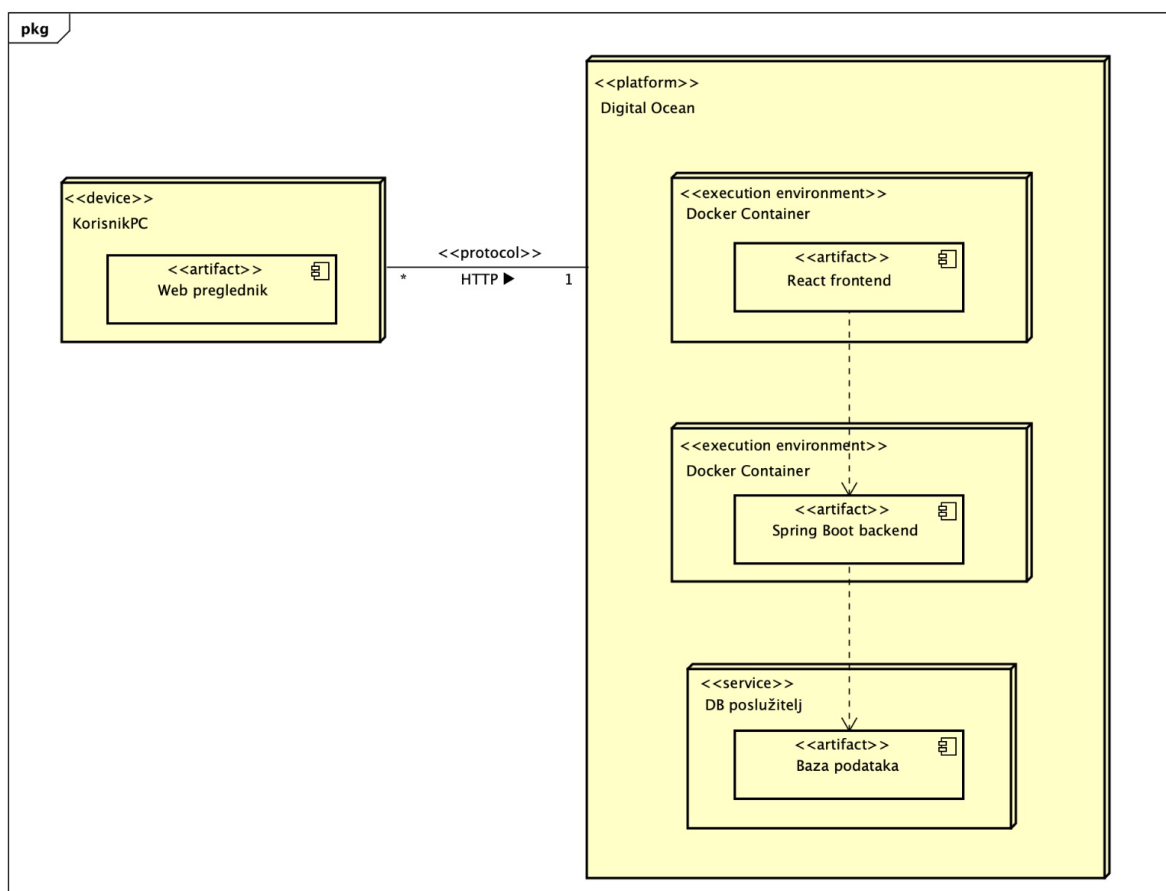 pkg
<<device>>
KorisnikPC
<<artifact>>
Web preglednik
<<protocol>>
* HTTP ▶ 1
<<platform>>
Digital Ocean
<<execution environment>>
Docker Container
<<artifact>>
React frontend
<<execution environment>>
Docker Container
<<artifact>>
Spring Boot backend
<<service>>
DB poslužitelj
<<artifact>>
Baza podataka